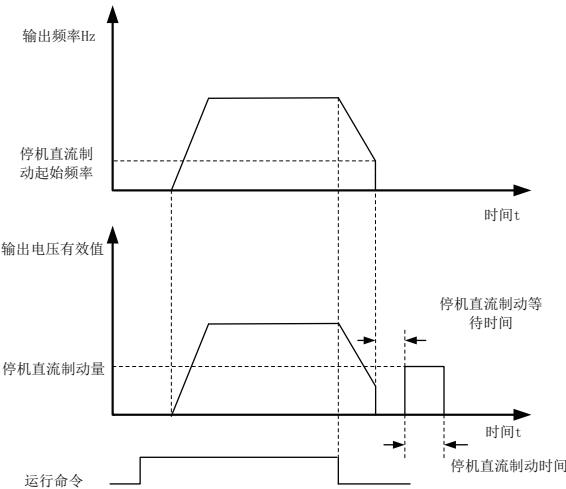 输出频率Hz
停机直流制
动起始频率
时间t
输出电压有效值
停机直流制动等
待时间
停机直流制动量
时间t
停机直流制动时间
运行命令